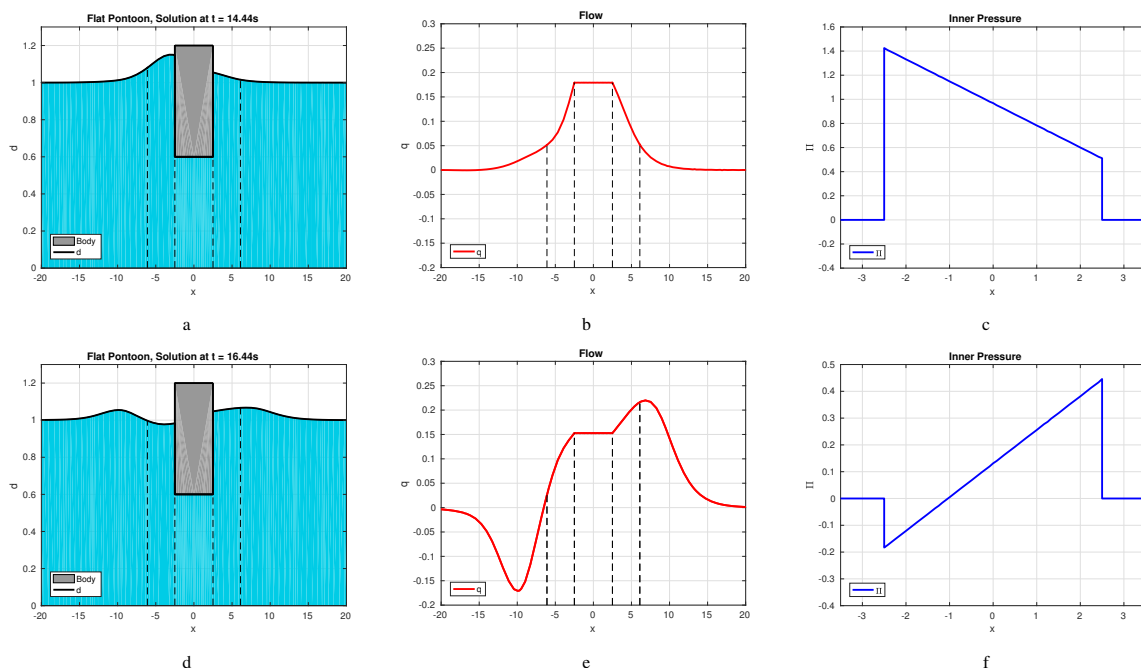 Flat Pontoon, Solution at t = 14.44s
1.2
1
0.8
0.6
0.4
0.2
0
d
Body
d
-20 -15 -10 -5 0 5 10 15 20
x
a
Flow
0.3
0.25
0.2
0.15
0.1
0.05
0
-0.05
-0.1
-0.15
-0.2
q
q
-20 -15 -10 -5 0 5 10 15 20
x
b
Inner Pressure
1.6
1.4
1.2
1
0.8
0.6
0.4
0.2
0
-0.2
-0.4
Π
Π
-3 -2 -1 0 1 2 3
x
c
Flat Pontoon, Solution at t = 16.44s
1.2
1
0.8
0.6
0.4
0.2
0
d
Body
d
-20 -15 -10 -5 0 5 10 15 20
x
d
Flow
0.3
0.25
0.2
0.15
0.1
0.05
0
-0.05
-0.1
-0.15
-0.2
q
q
-20 -15 -10 -5 0 5 10 15 20
x
e
Inner Pressure
0.5
0.4
0.3
0.2
0.1
0
-0.1
-0.2
-0.3
-0.4
Π
Π
-3 -2 -1 0 1 2 3
x
f